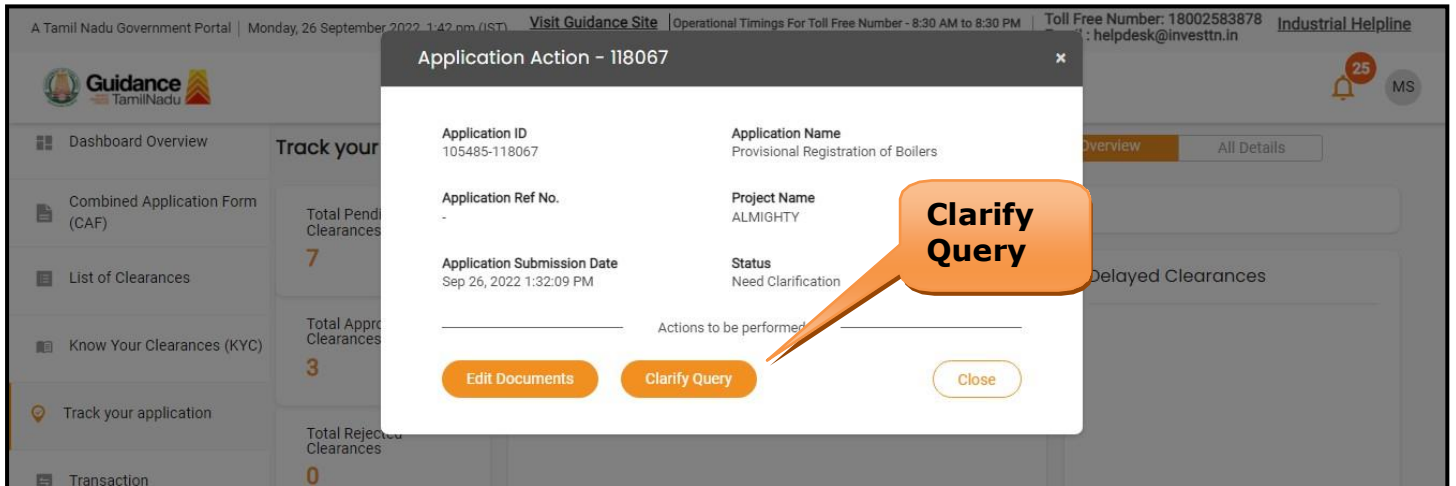 A Tamil Nadu Government Portal | Monday, 26 September 2022, 1:42 pm (IST) Visit Guidance Site | Operational Timings For Toll Free Number - 8:30 AM to 8:30 PM | Toll Free Number: 18002583878 Industrial Helpline
: helpdesk@investtn.in
Guidance
TamilNadu
25
MS
Application Action - 118067 ×
Dashboard Overview
Combined Application Form
(CAF)
List of Clearances
Know Your Clearances (KYC)
Track your application
Transaction
Track your
Overview All Details
Total Pendi
Clearances
7
Total Appro
Clearances
3
Total Rejected
Clearances
0
Application ID
105485-118067
Application Name
Provisional Registration of Boilers
Application Ref No.
-
Project Name
ALMIGHTY
Application Submission Date
Sep 26, 2022 1:32:09 PM
Status
Need Clarification
Actions to be performed
Edit Documents Clarify Query Close
Clarify
Query
Delayed Clearances